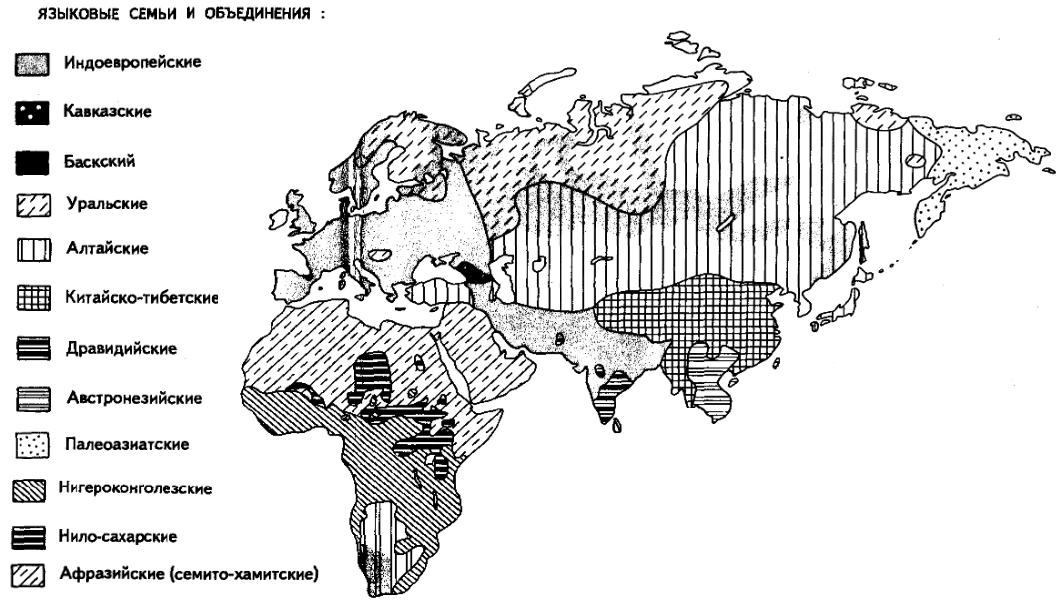 ЯЗЫКОВЫЕ СЕМЬИ И ОБЪЕДИНЕНИЯ :
Индоевропейские
Кавказские
Баскский
Уральские
Алтайские
Китайско-тибетские
Дравидийские
Австронезийские
Палеоазиатские
Нигероконголезские
Нило-сахарские
Афразийские (семито-хамитские)